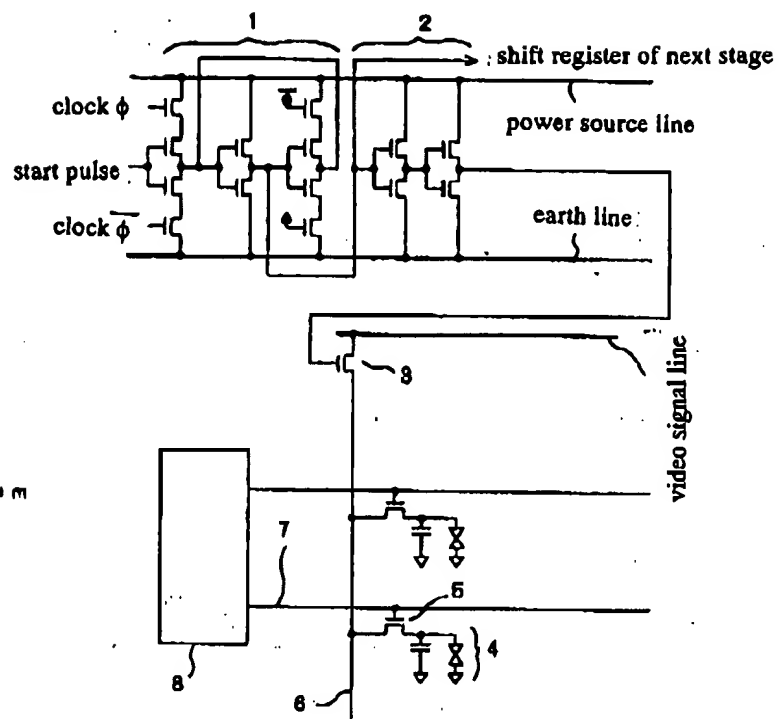 1
2
: shift register of next stage
clock ϕ
ϕ̅
power source line
start pulse
clock ϕ̅
ϕ
earth line
3
video signal line
7
5
4
8
6